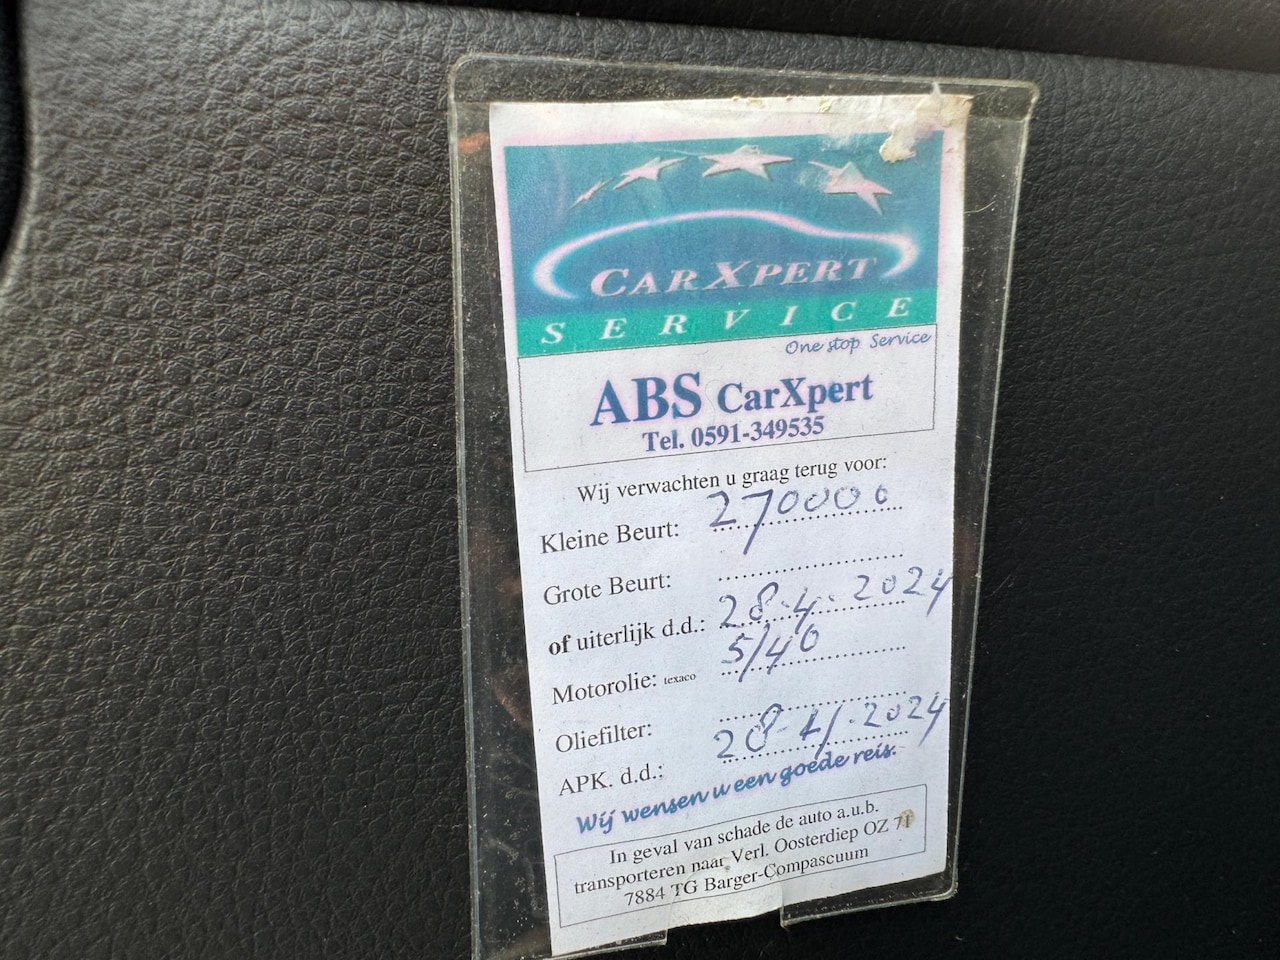 CARXPERT
SERVICE
One stop Service
ABS CarXpert
Tel. 0591-349535
Wij verwachten u graag terug voor:
Kleine Beurt: 270000
Grote Beurt:
of uiterlijk d.d.: 28-4-2024
Motorolie: texaco 5/40
Oliefilter:
APK. d.d.: 28-4-2024
Wij wensen u een goede reis.
In geval van schade de auto a.u.b.
transporteren naar Verl. Oosterdiep OZ 71
7884 TG Barger-Compascuum